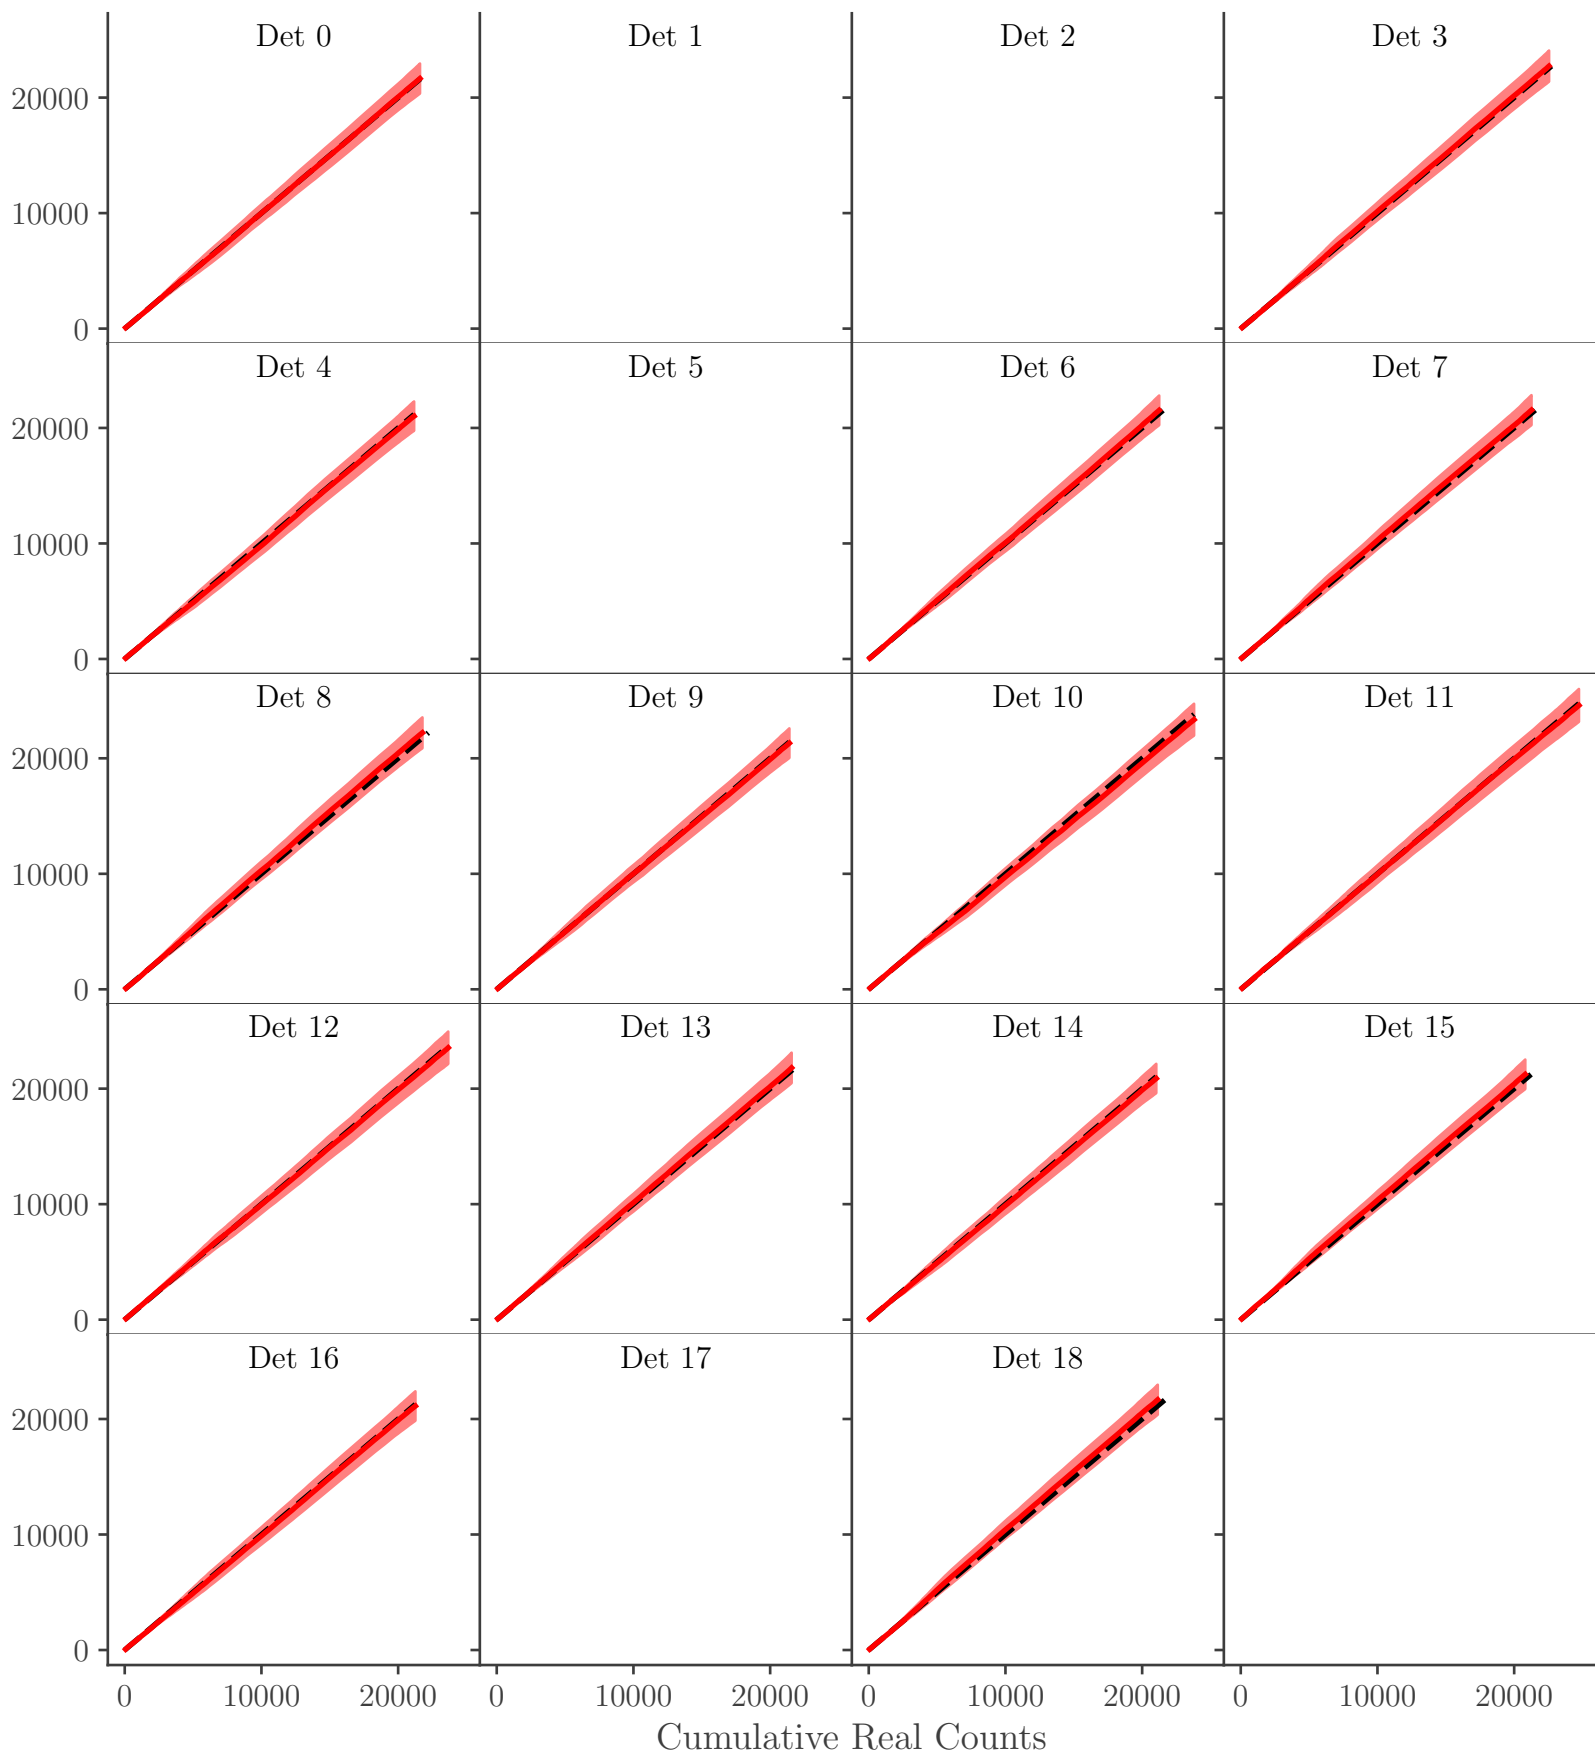 Det 0 Det 1 Det 2 Det 3
20000
10000
0
Det 4 Det 5 Det 6 Det 7
20000
10000
0
Det 8 Det 9 Det 10 Det 11
20000
10000
0
Det 12 Det 13 Det 14 Det 15
20000
10000
0
Det 16 Det 17 Det 18
20000
10000
0
0 10000 20000 0 10000 20000 0 10000 20000 0 10000 20000
Cumulative Real Counts